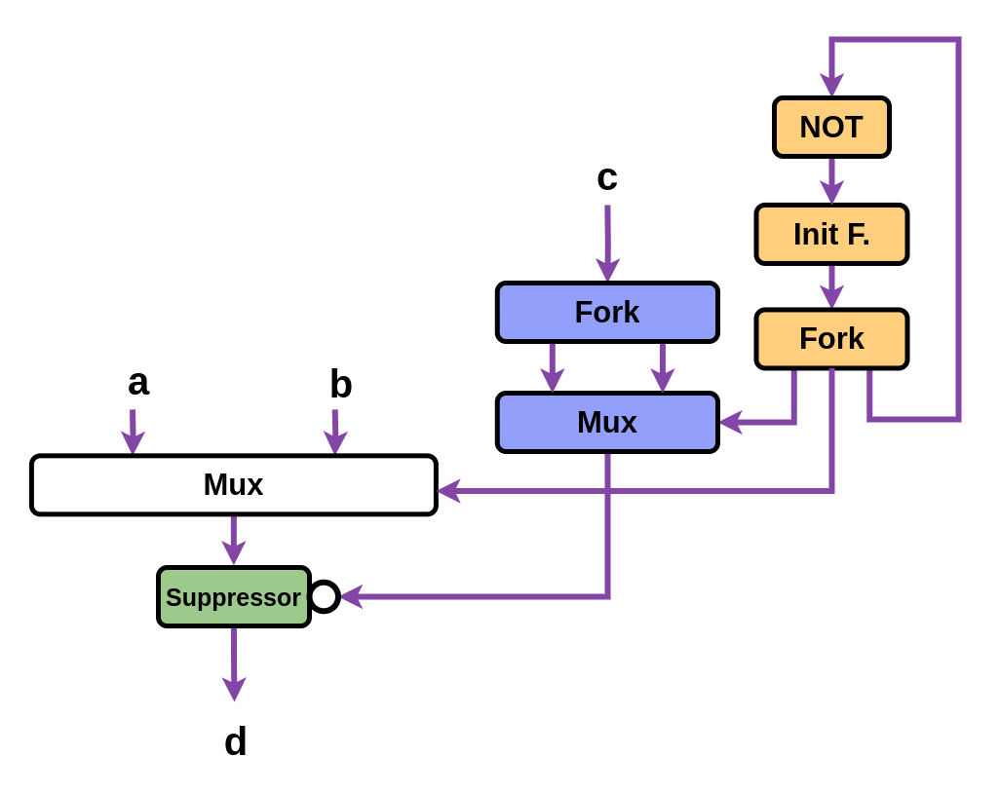 NOT
c
Init F.
Fork
Fork
a
b
Mux
Mux
Suppressor
d